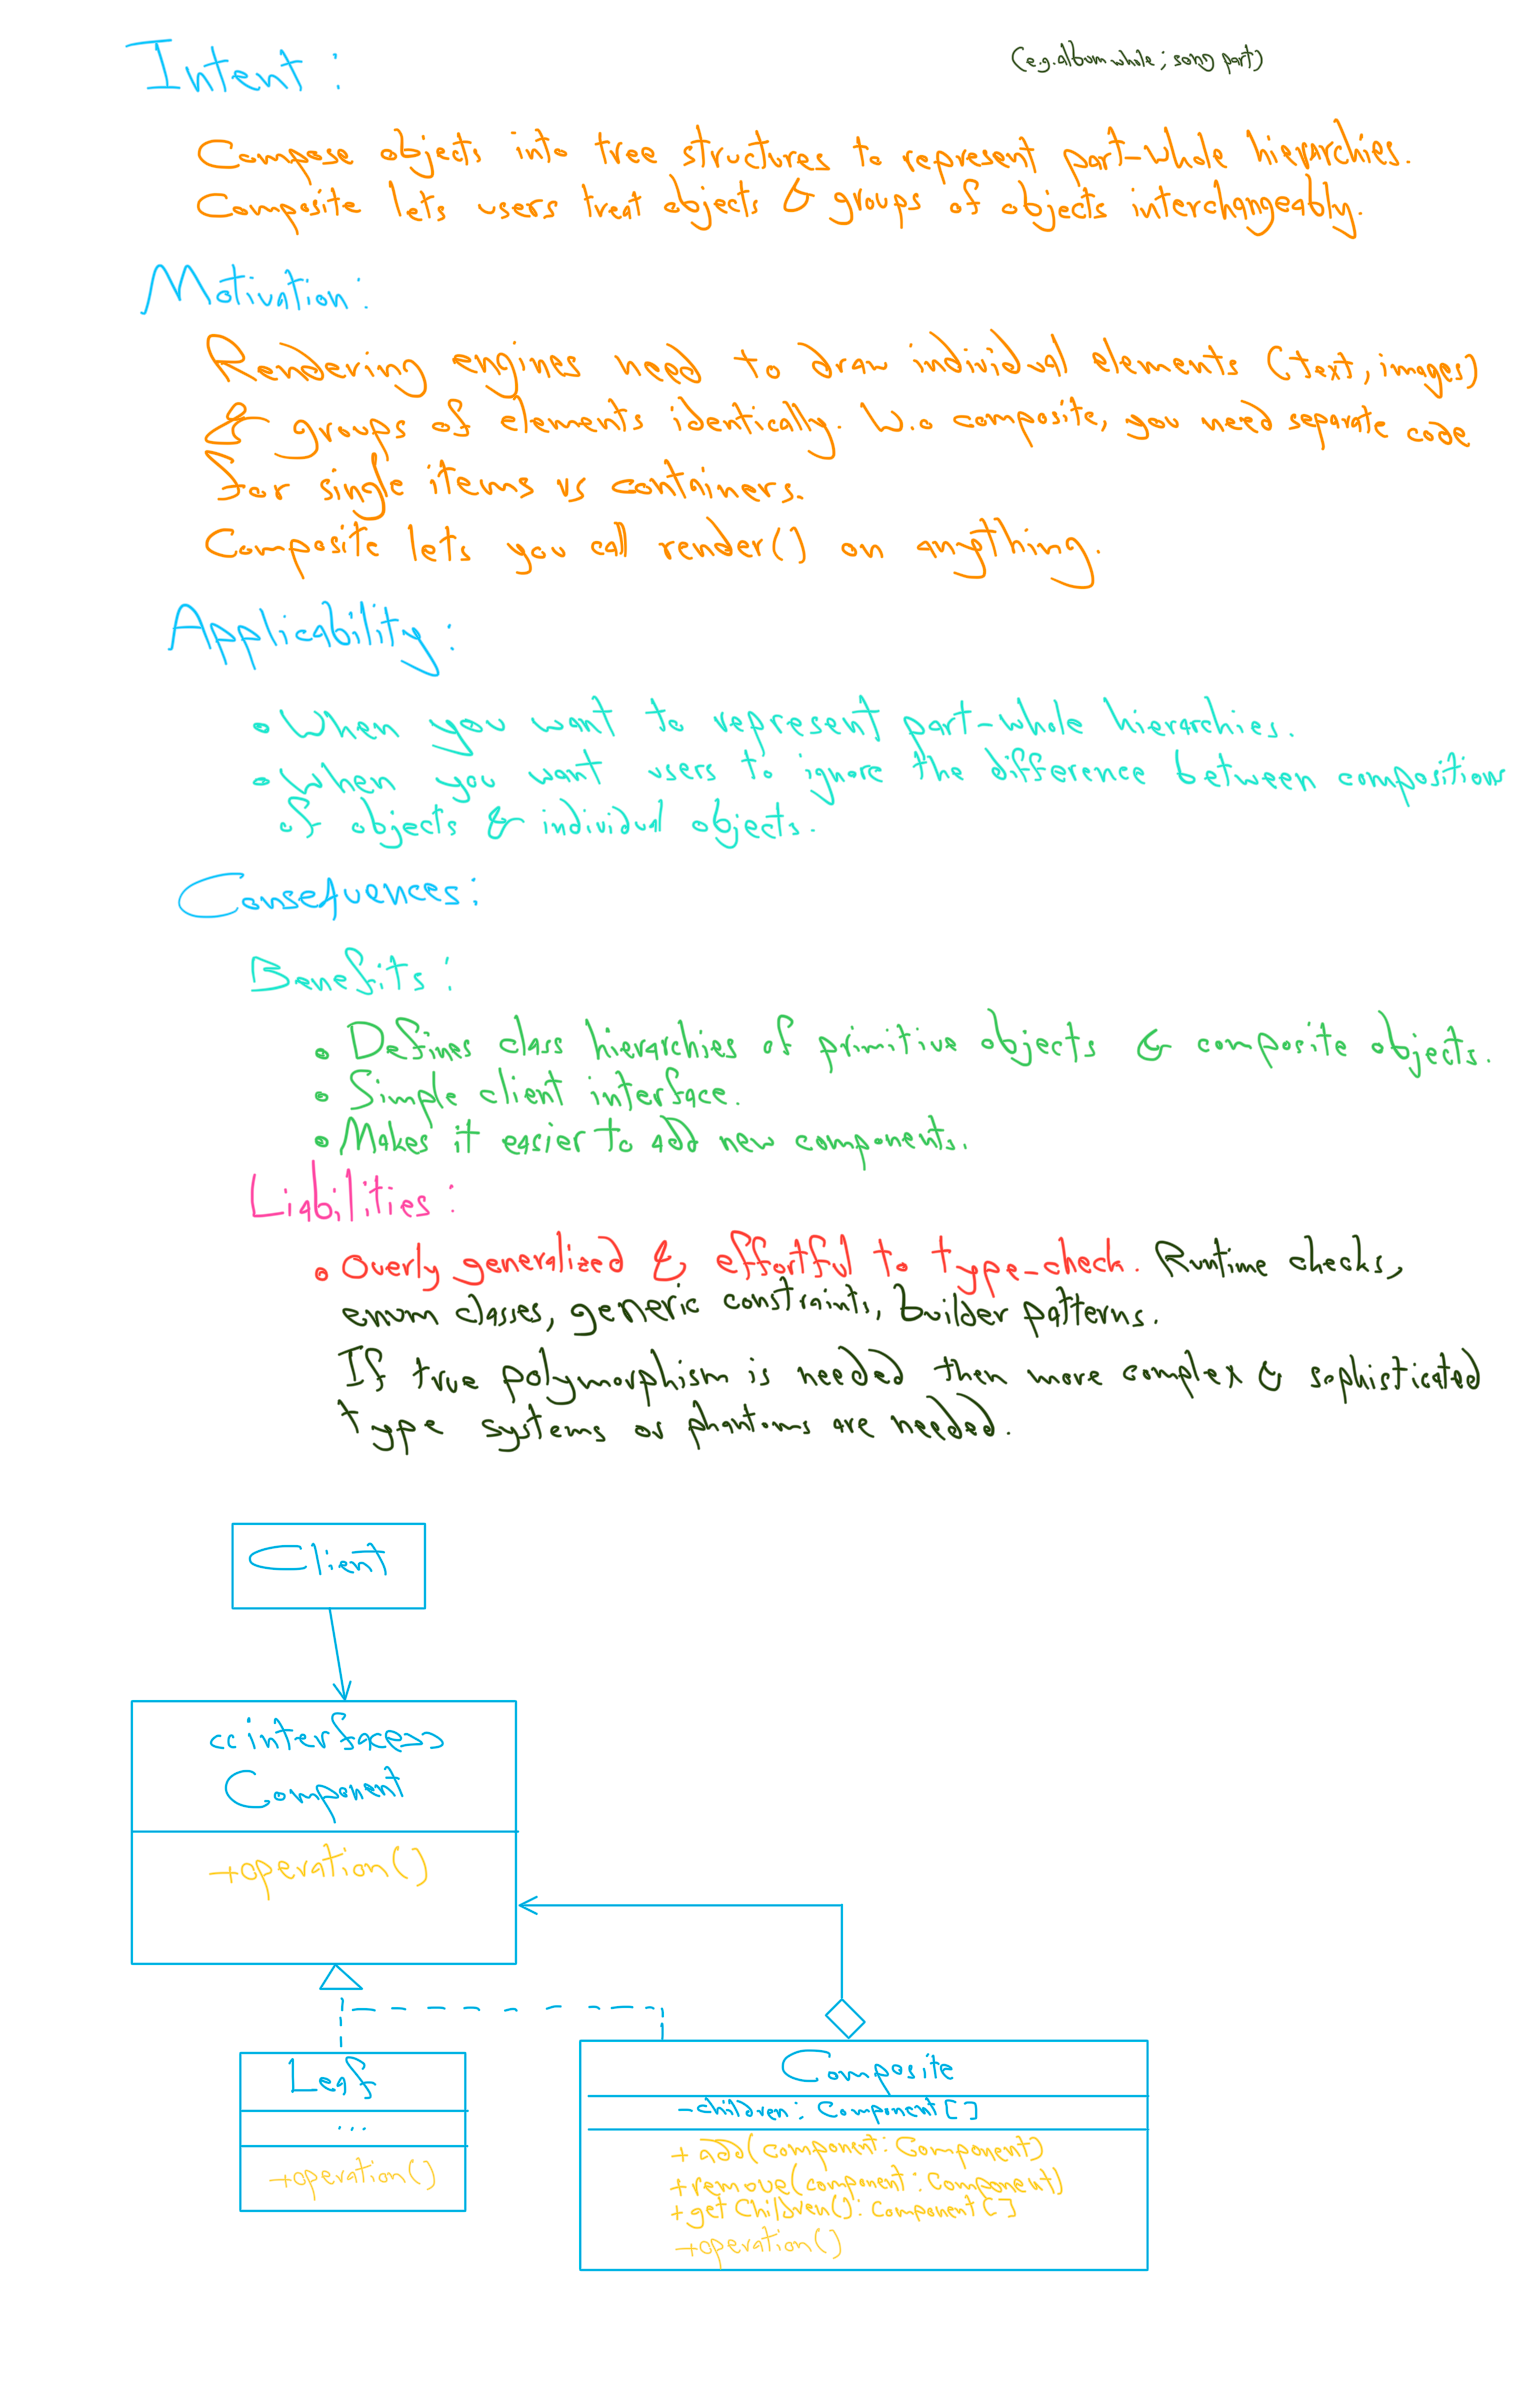 Intent:
(e.g. album whole; song part)
Compose objects into tree structures to represent part-whole hierarchies.
Composite lets users treat objects & groups of objects interchangeably.
Motivation:
Rendering engines need to draw individual elements (text, images)
& groups of elements identically. W.o composite, you need separate code
for single items vs containers.
Composite lets you call render() on anything.
Applicability:
• When you want to represent part-whole hierarchies.
• When you want users to ignore the difference between compositions
of objects & individual objects.
Consequences:
Benefits:
• Defines class hierarchies of primitive objects & composite objects.
• Simple client interface.
• Makes it easier to add new components.
Liabilities:
• Overly generalized & effortful to type-check. Runtime checks,
enum classes, generic constraints, builder patterns.
If true polymorphism is needed then more complex & sophisticated
type systems or phantoms are needed.
Client
<<interface>>
Component
+operation()
Leaf
...
+operation()
Composite
-children: Component[]
+add(component: Component)
+remove(component: Component)
+getChildren(): Component[]
+operation()